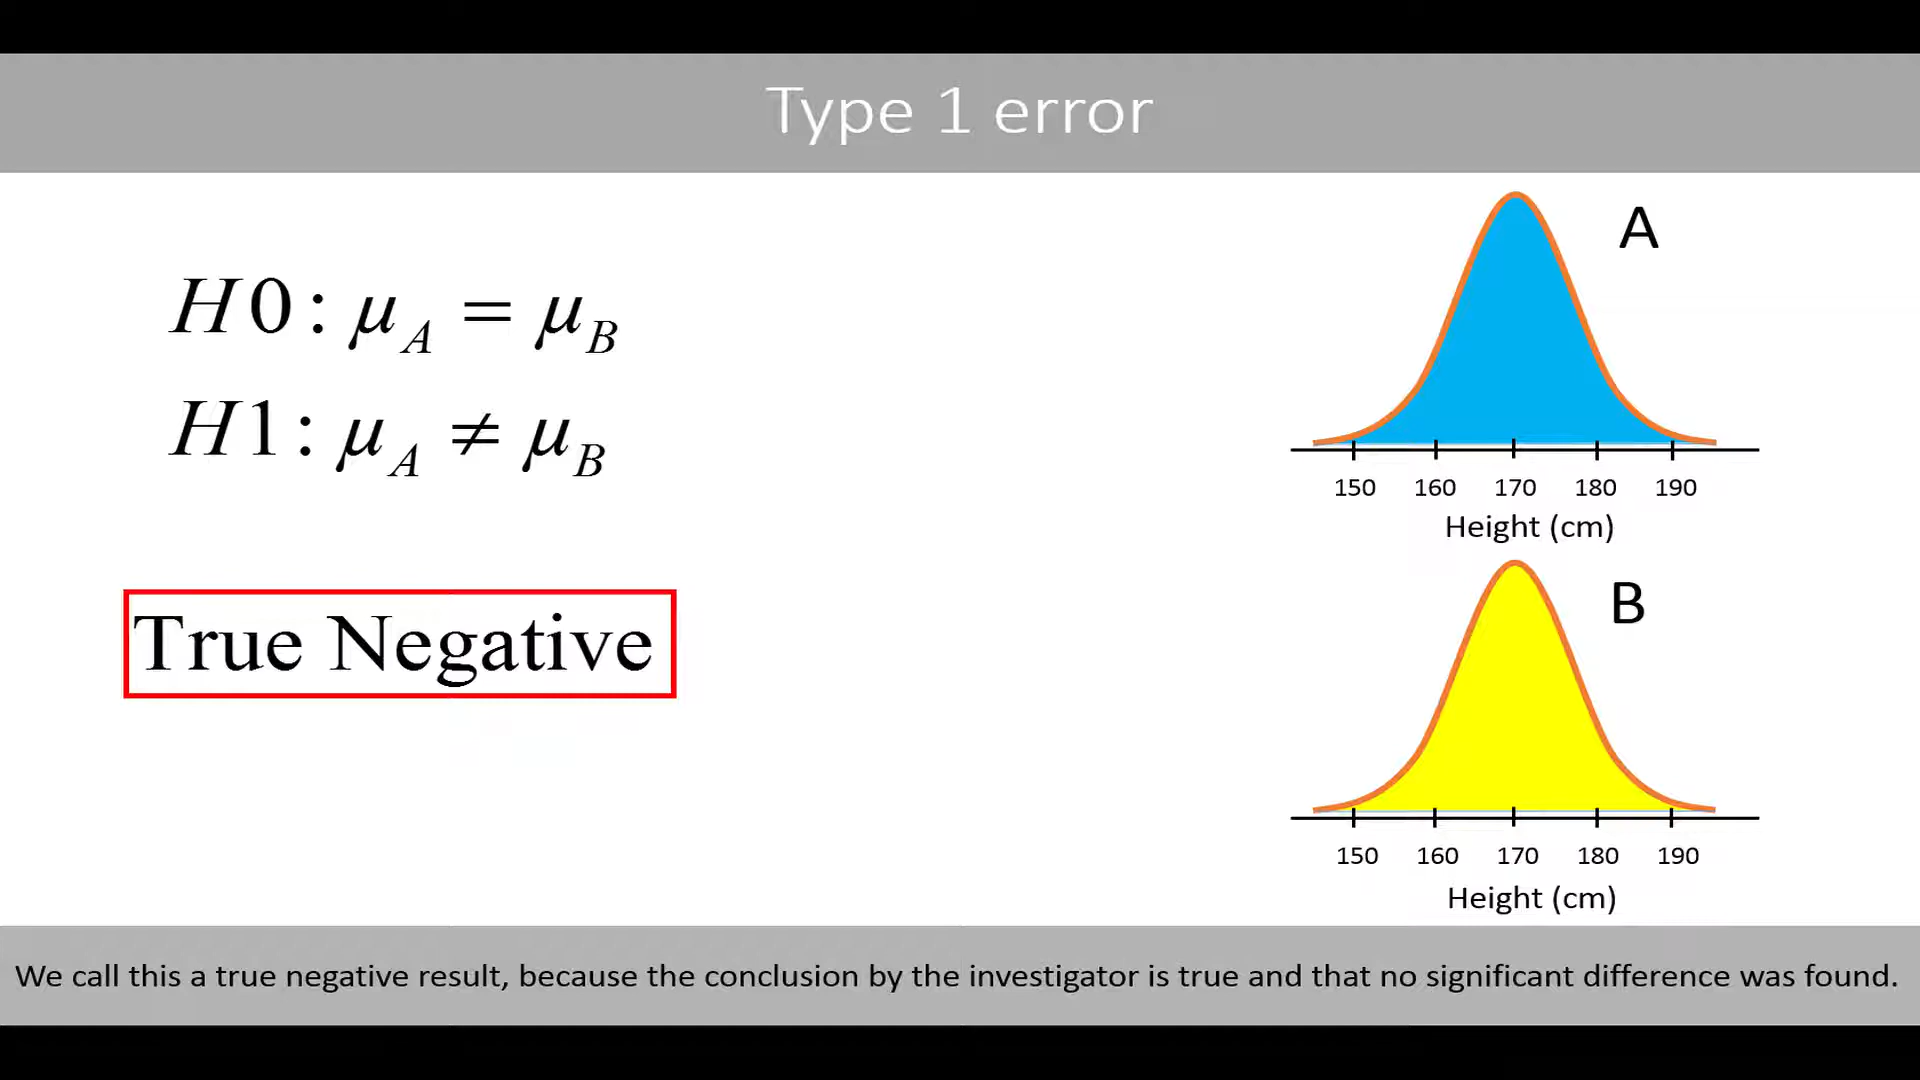 Type 1 error
H0: μA = μB
H1: μA ≠ μB
True Negative
A
150 160 170 180 190
Height (cm)
B
150 160 170 180 190
Height (cm)
We call this a true negative result, because the conclusion by the investigator is true and that no significant difference was found.